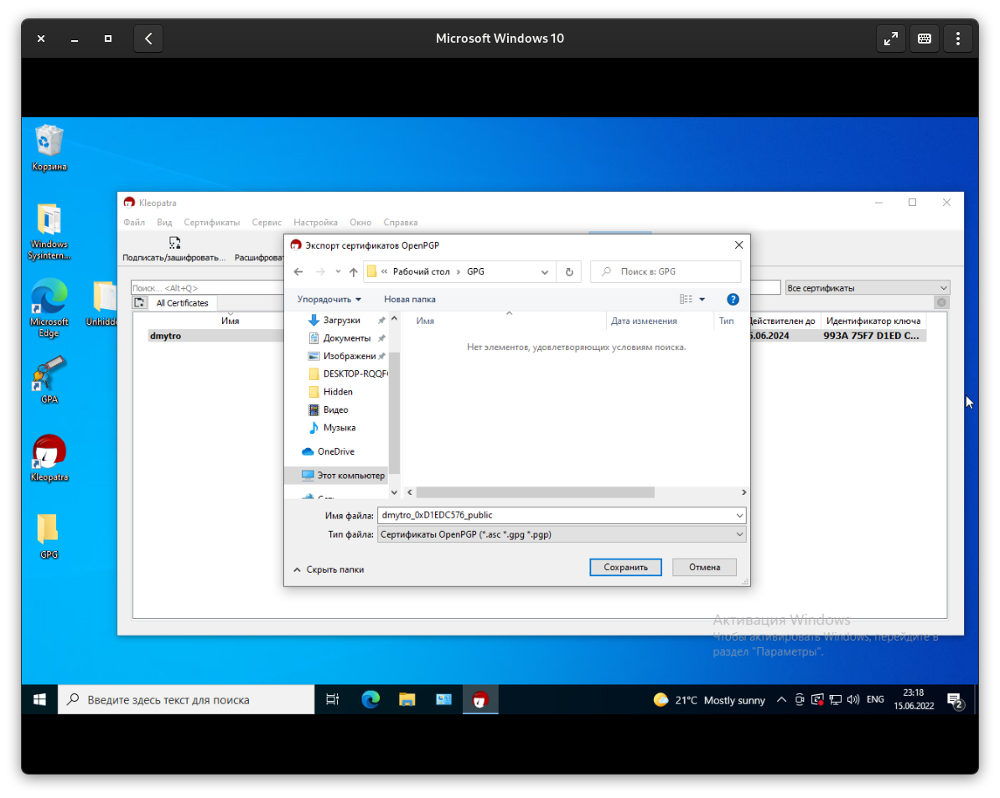 Microsoft Windows 10
Корзина
Windows
Sysintern...
Microsoft
Edge
Unhidde
GPA
Kleopatra
GPG
Kleopatra
Файл Вид Сертификаты Сервис Настройка Окно Справка
Подписать/зашифровать... Расшифроват
Поиск... <Alt+Q>
Все сертификаты
All Certificates
Имя
Действителен до Идентификатор ключа
dmytro
5.06.2024 993A 75F7 D1ED C...
Экспорт сертификатов OpenPGP
« Рабочий стол › GPG
Поиск в: GPG
Упорядочить Новая папка
Загрузки
Документы
Изображени
DESKTOP-RQQF
Hidden
Видео
Музыка
OneDrive
Этот компьютер
Сеть
Имя Дата изменения Тип
Нет элементов, удовлетворяющих условиям поиска.
Имя файла: dmytro_0xD1EDC576_public
Тип файла: Сертификаты OpenPGP (*.asc *.gpg *.pgp)
Скрыть папки
Сохранить Отмена
Активация Windows
Чтобы активировать Windows, перейдите в
раздел "Параметры".
Введите здесь текст для поиска
21°C Mostly sunny
ENG
23:18
15.06.2022
2